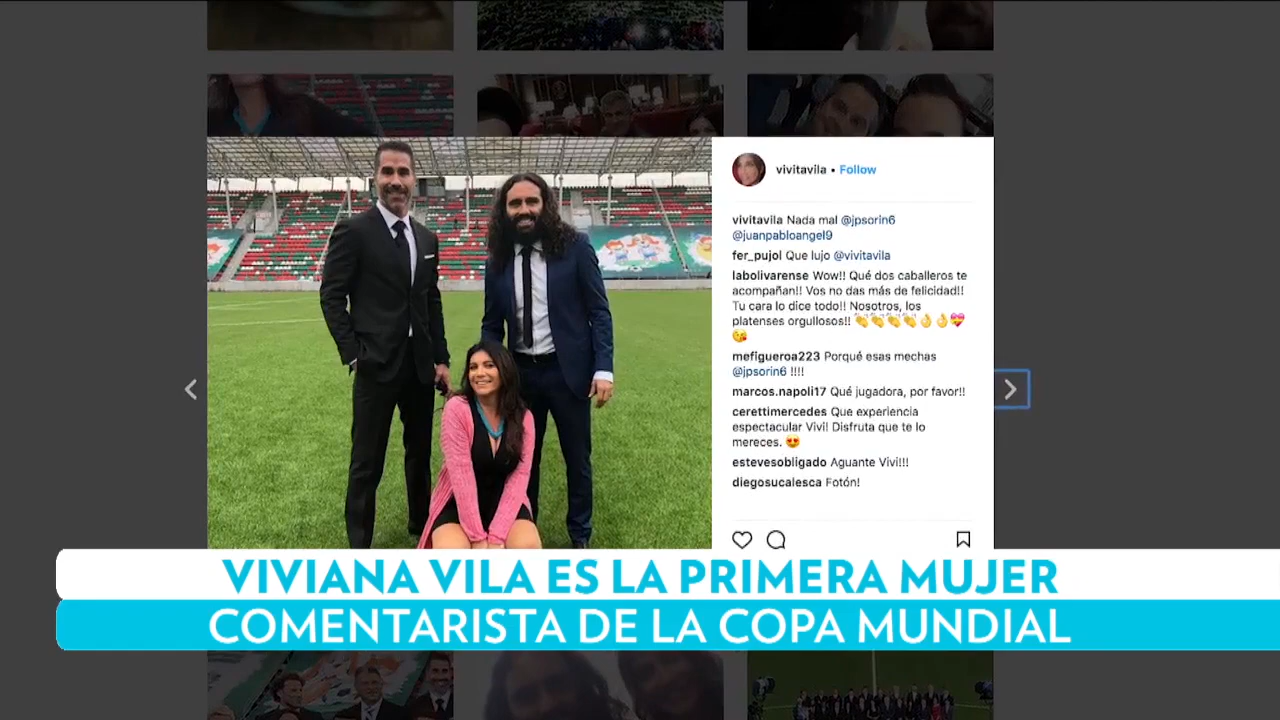 vivitavila • Follow
vivitavila Nada mal @jpsorin6
@juanpabloangel9
fer_pujol Que lujo @vivitavila
labolivarense Wow!! Qué dos caballeros te
acompañan!! Vos no das más de felicidad!!
Tu cara lo dice todo!! Nosotros, los
platenses orgullosos!! 👏👏👏👏👌👌💝
😘
mefigueroa223 Porqué esas mechas
@jpsorin6 !!!!
marcos.napoli17 Qué jugadora, por favor!!
cerettimercedes Que experiencia
espectacular Vivi! Disfruta que te lo
mereces. 😍
estevesobligado Aguante Vivi!!!
diegosucalesca Fotón!
VIVIANA VILA ES LA PRIMERA MUJER
COMENTARISTA DE LA COPA MUNDIAL